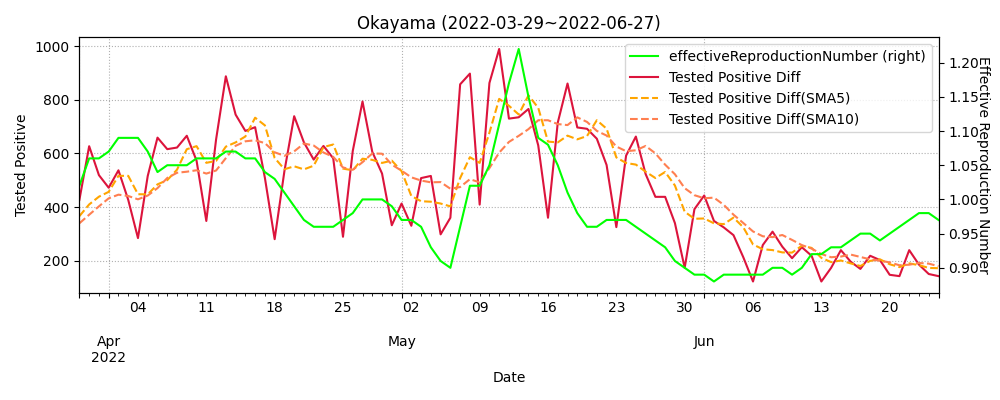 Okayama (2022-03-29~2022-06-27)
Tested Positive
1000
800
600
400
200
effectiveReproductionNumber (right)
Tested Positive Diff
Tested Positive Diff(SMA5)
Tested Positive Diff(SMA10)
1.20
1.15
1.10
1.05
1.00
0.95
0.90
Effective Reproduction Number
04 11 18 25 02 09 16 23 30 06 13 20
Apr May Jun
2022
Date